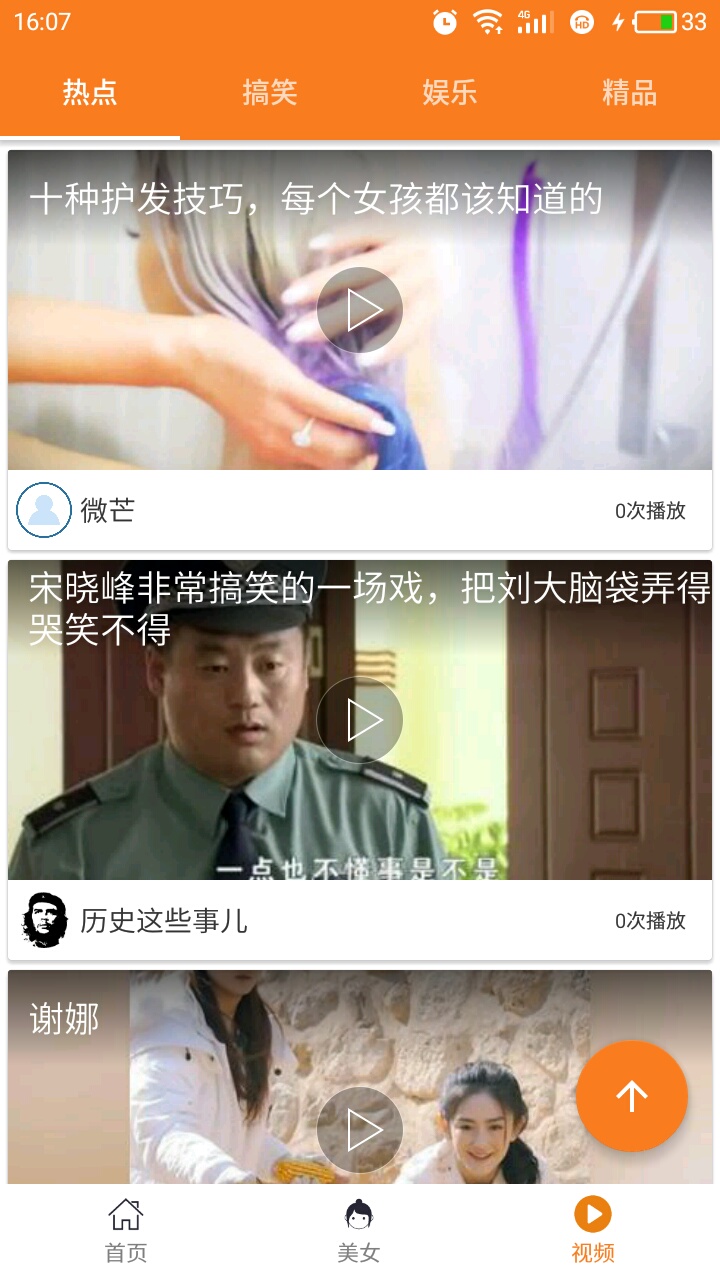 16:07
4G
HD
33
热点
搞笑
娱乐
精品
十种护发技巧，每个女孩都该知道的
微芒
0次播放
宋晓峰非常搞笑的一场戏，把刘大脑袋弄得
哭笑不得
一点也不懂事是不是
历史这些事儿
0次播放
谢娜
首页
美女
视频